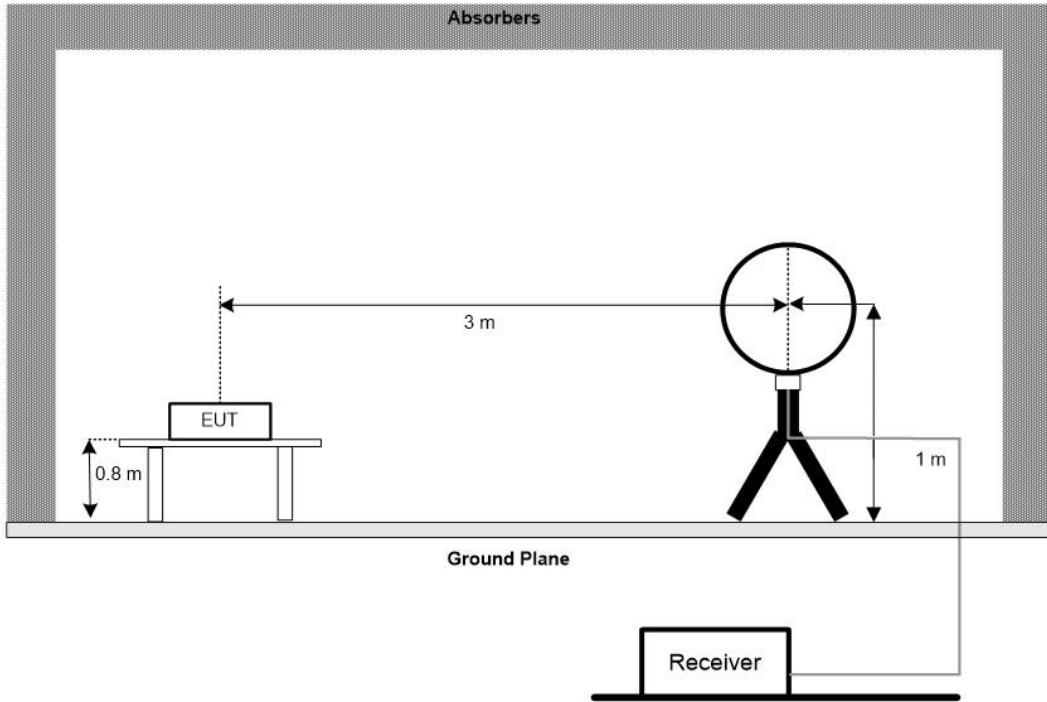 Absorbers
3 m
EUT
0.8 m
1 m
Ground Plane
Receiver